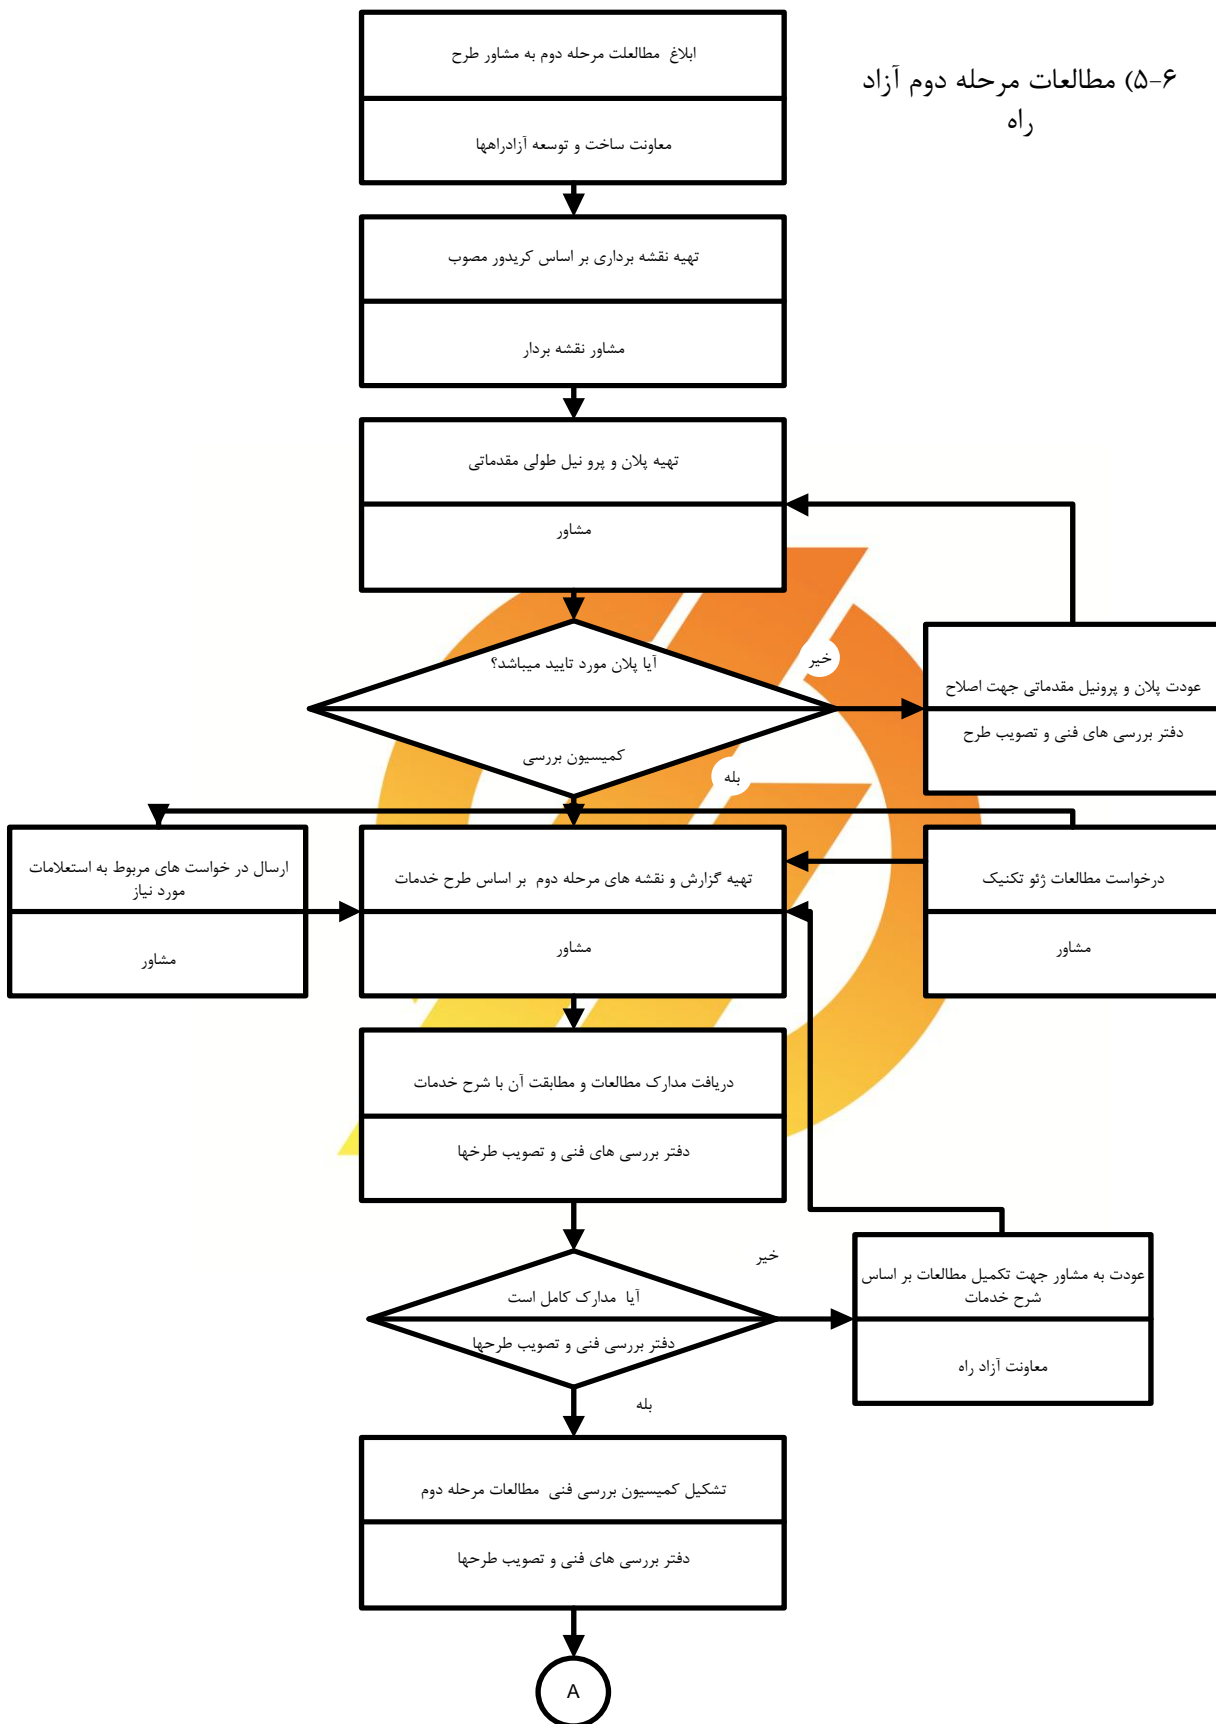 ۵-۶) مطالعات مرحله دوم آزاد
راه
ابلاغ مطالعلت مرحله دوم به مشاور طرح
معاونت ساخت و توسعه آزادراهها
تهیه نقشه برداری بر اساس کریدور مصوب
مشاور نقشه بردار
تهیه پلان و پرو نیل طولی مقدماتی
مشاور
آیا پلان مورد تایید میباشد؟
کمیسیون بررسی
خیر
عودت پلان و پرونیل مقدماتی جهت اصلاح
دفتر بررسی های فنی و تصویب طرح
بله
درخواست مطالعات ژئو تکنیک
مشاور
تهیه گزارش و نقشه های مرحله دوم بر اساس طرح خدمات
مشاور
ارسال در خواست های مربوط به استعلامات
مورد نیاز
مشاور
دریافت مدارک مطالعات و مطابقت آن با شرح خدمات
دفتر بررسی های فنی و تصویب طرخها
آیا مدارک کامل است
دفتر بررسی فنی و تصویب طرحها
خیر
عودت به مشاور جهت تکمیل مطالعات بر اساس
شرح خدمات
معاونت آزاد راه
بله
تشکیل کمیسیون بررسی فنی مطالعات مرحله دوم
دفتر بررسی های فنی و تصویب طرحها
A